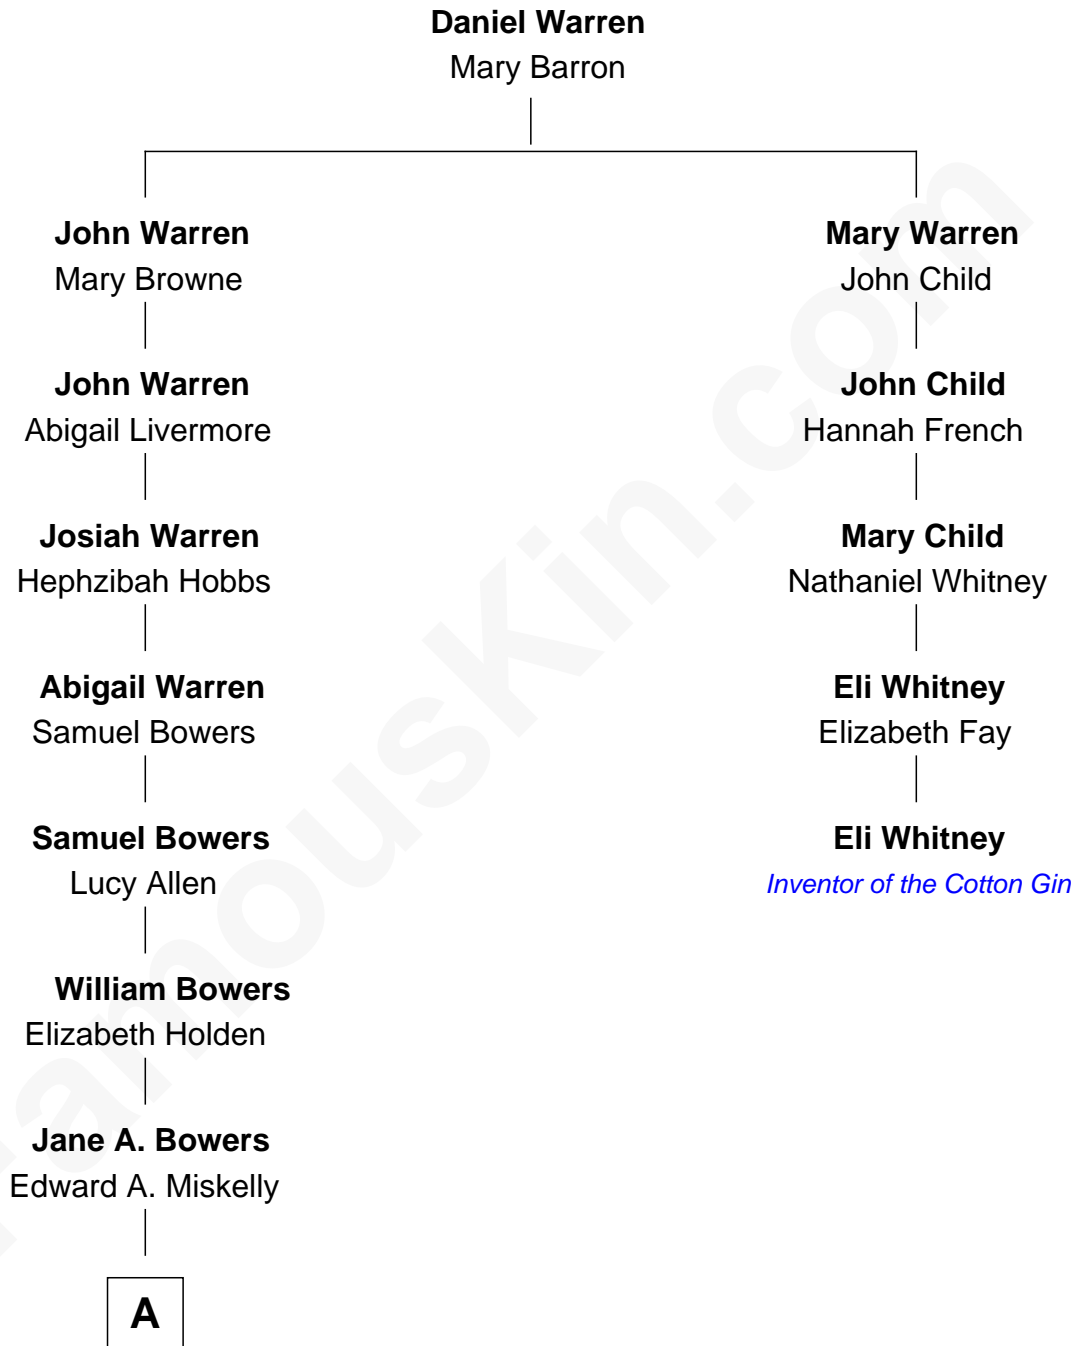 Daniel Warren
Mary Barron
John Warren
Mary Browne
Mary Warren
John Child
John Warren
Abigail Livermore
John Child
Hannah French
Josiah Warren
Hephzibah Hobbs
Mary Child
Nathaniel Whitney
Abigail Warren
Samuel Bowers
Eli Whitney
Elizabeth Fay
Samuel Bowers
Lucy Allen
Eli Whitney
Inventor of the Cotton Gin
William Bowers
Elizabeth Holden
Jane A. Bowers
Edward A. Miskelly
A
FamousKin.com